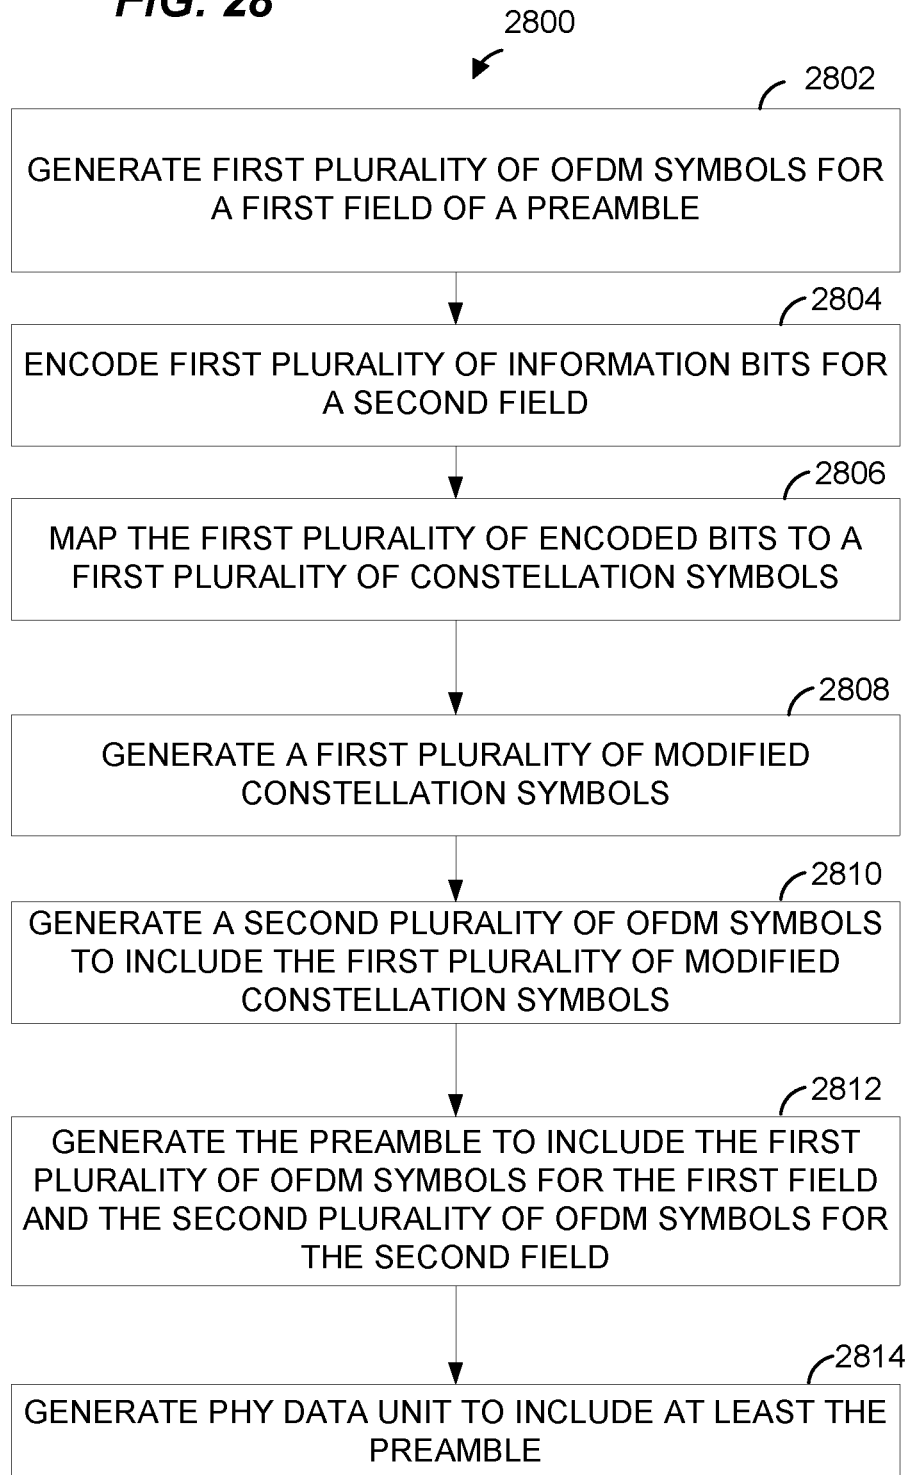 FIG. 28
2800
2802
GENERATE FIRST PLURALITY OF OFDM SYMBOLS FOR
A FIRST FIELD OF A PREAMBLE
2804
ENCODE FIRST PLURALITY OF INFORMATION BITS FOR
A SECOND FIELD
2806
MAP THE FIRST PLURALITY OF ENCODED BITS TO A
FIRST PLURALITY OF CONSTELLATION SYMBOLS
2808
GENERATE A FIRST PLURALITY OF MODIFIED
CONSTELLATION SYMBOLS
2810
GENERATE A SECOND PLURALITY OF OFDM SYMBOLS
TO INCLUDE THE FIRST PLURALITY OF MODIFIED
CONSTELLATION SYMBOLS
2812
GENERATE THE PREAMBLE TO INCLUDE THE FIRST
PLURALITY OF OFDM SYMBOLS FOR THE FIRST FIELD
AND THE SECOND PLURALITY OF OFDM SYMBOLS FOR
THE SECOND FIELD
2814
GENERATE PHY DATA UNIT TO INCLUDE AT LEAST THE
PREAMBLE